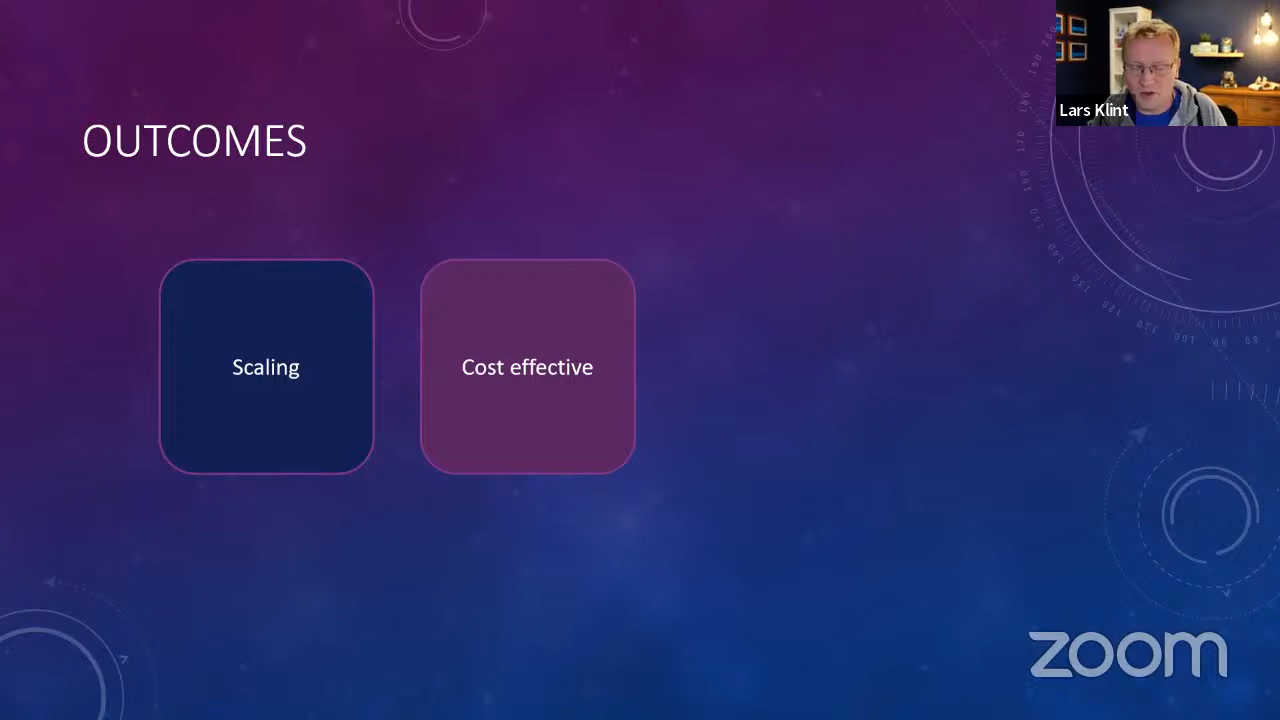 Lars Klint
OUTCOMES
Scaling
Cost effective
zoom